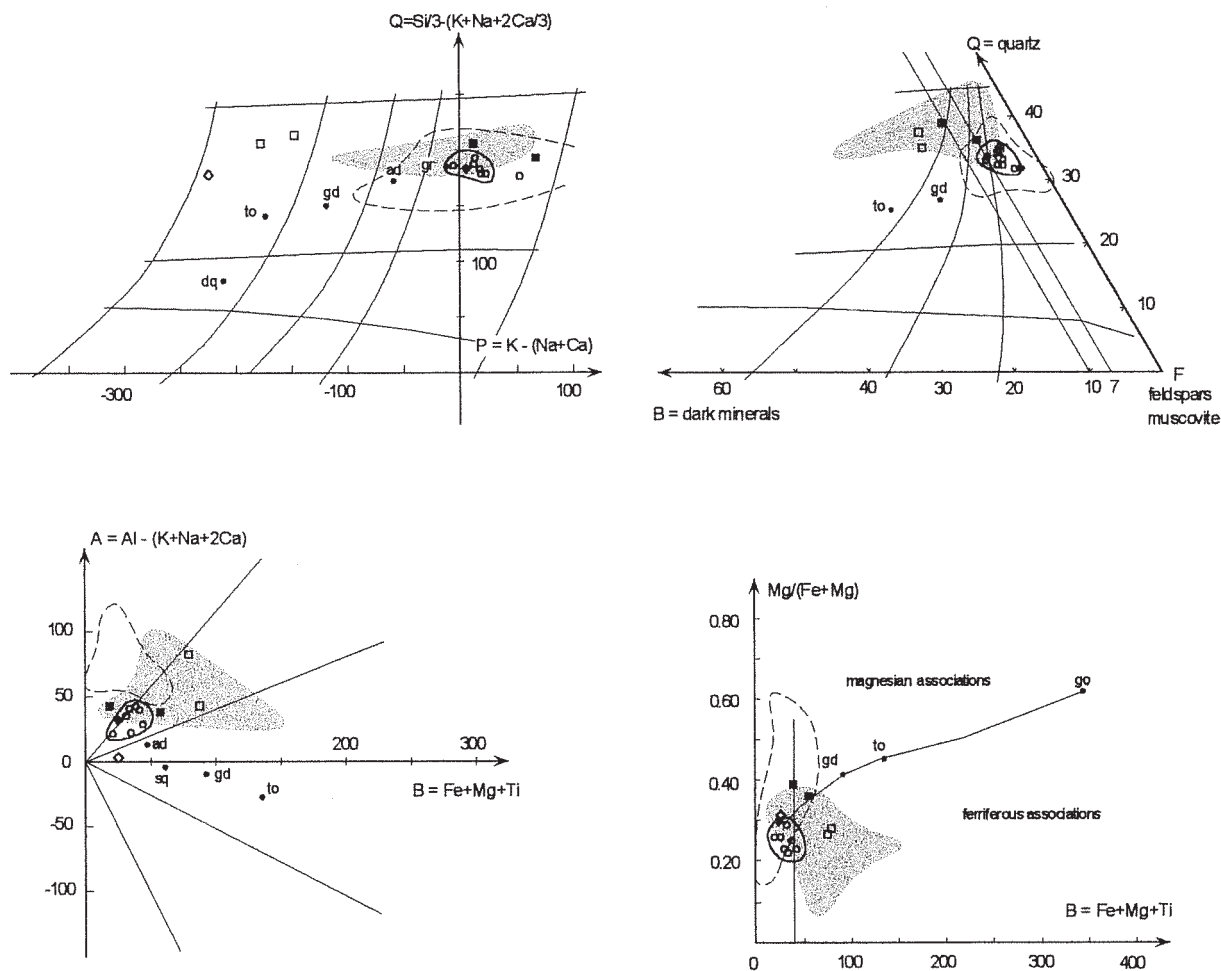 Q=Si/3-(K+Na+2Ca/3)
gr
ad
gd
to
dq
100
P = K - (Na+Ca)
-300
-100
100
Q = quartz
40
30
20
10
gd
to
60
40
30
20
10
7
F
feldspars
muscovite
B = dark minerals
A = Al - (K+Na+2Ca)
100
50
0
-50
-100
ad
sq
gd
to
200
300
B = Fe+Mg+Ti
Mg/(Fe+Mg)
0.80
0.60
0.40
0.20
magnesian associations
go
to
gd
ferriferous associations
B = Fe+Mg+Ti
0
100
200
300
400